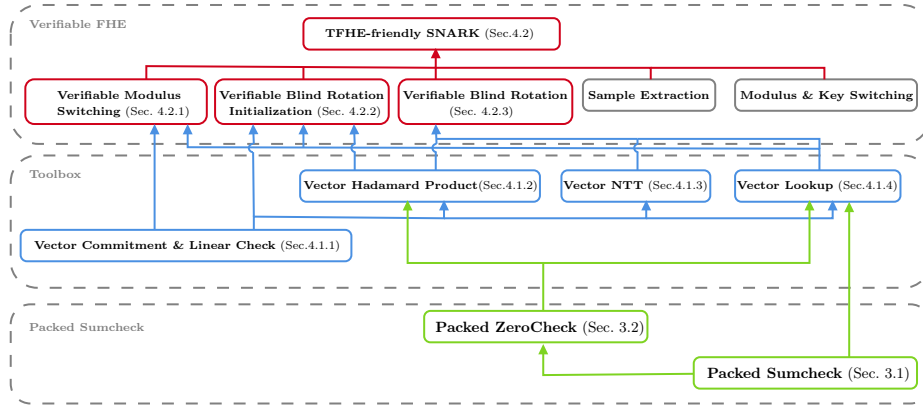 Verifiable FHE
TFHE-friendly SNARK (Sec.4.2)
Verifiable Modulus
Switching (Sec. 4.2.1)
Verifiable Blind Rotation
Initialization (Sec. 4.2.2)
Verifiable Blind Rotation
(Sec. 4.2.3)
Sample Extraction
Modulus & Key Switching
Toolbox
Vector Hadamard Product(Sec.4.1.2)
Vector NTT (Sec.4.1.3)
Vector Lookup (Sec.4.1.4)
Vector Commitment & Linear Check (Sec.4.1.1)
Packed Sumcheck
Packed ZeroCheck (Sec. 3.2)
Packed Sumcheck (Sec. 3.1)